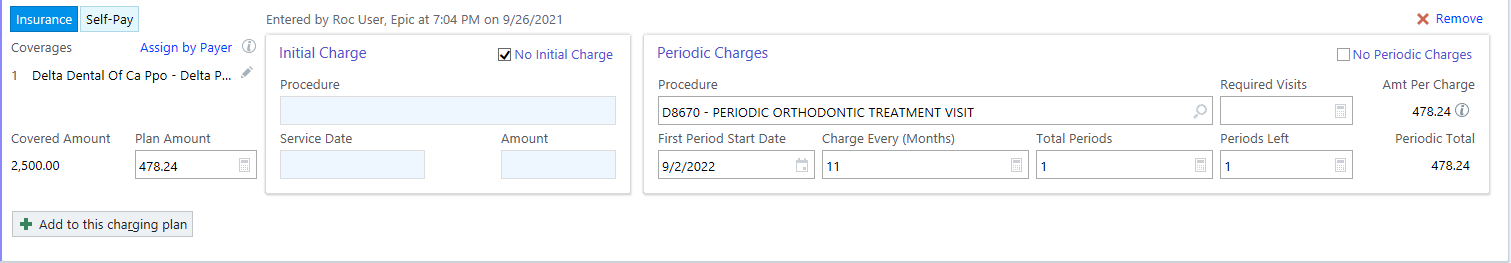 Insurance Self-Pay Entered by Roc User, Epic at 7:04 PM on 9/26/2021 Remove
Coverages Assign by Payer
1 Delta Dental Of Ca Ppo - Delta P...
Covered Amount Plan Amount
2,500.00 478.24
Initial Charge No Initial Charge
Procedure
Service Date Amount
Periodic Charges No Periodic Charges
Procedure Required Visits Amt Per Charge
D8670 - PERIODIC ORTHODONTIC TREATMENT VISIT 478.24
First Period Start Date Charge Every (Months) Total Periods Periods Left Periodic Total
9/2/2022 11 1 1 478.24
Add to this charging plan